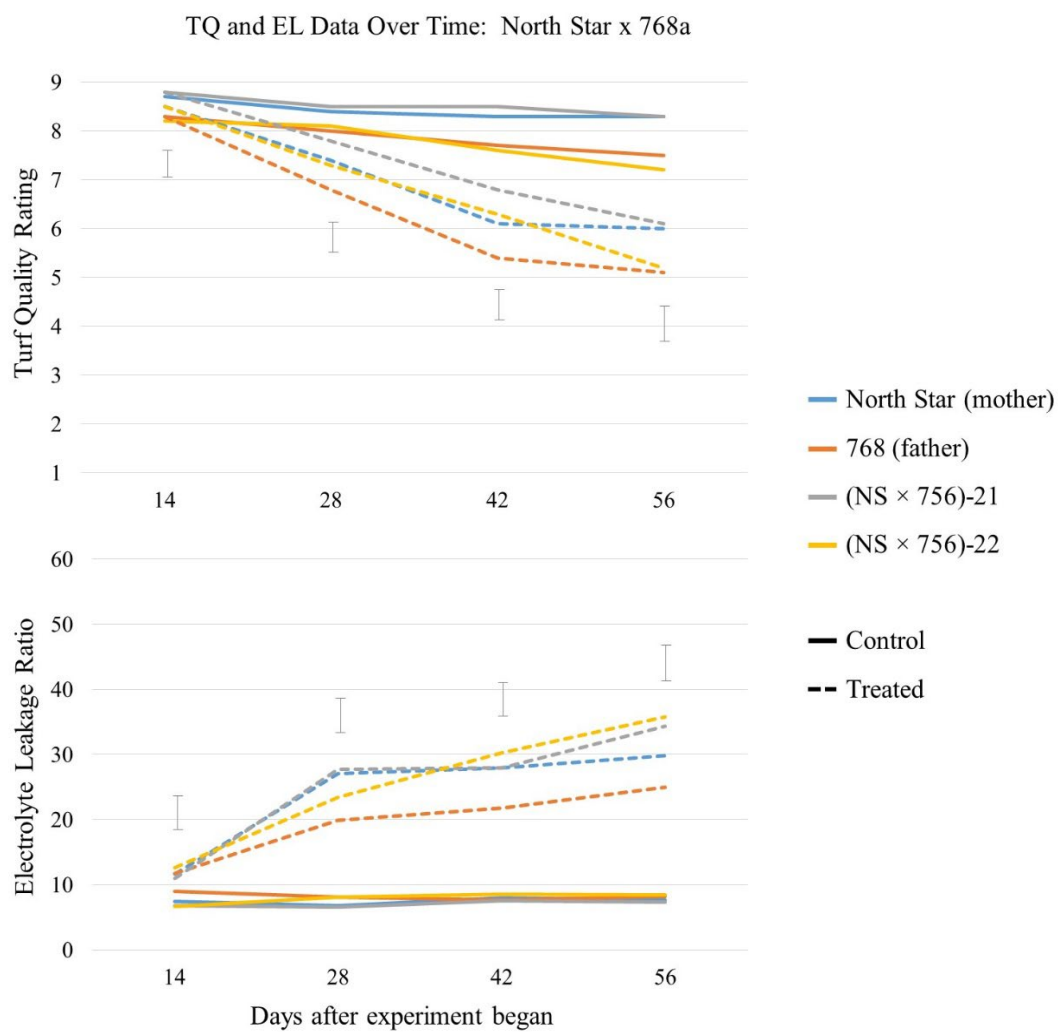 TQ and EL Data Over Time: North Star x 768a
9
8
7
6
5
4
3
2
1
Turf Quality Rating
14 28 42 56
North Star (mother)
768 (father)
(NS × 756)-21
(NS × 756)-22
Control
Treated
60
50
40
30
20
10
0
Electrolyte Leakage Ratio
14 28 42 56
Days after experiment began